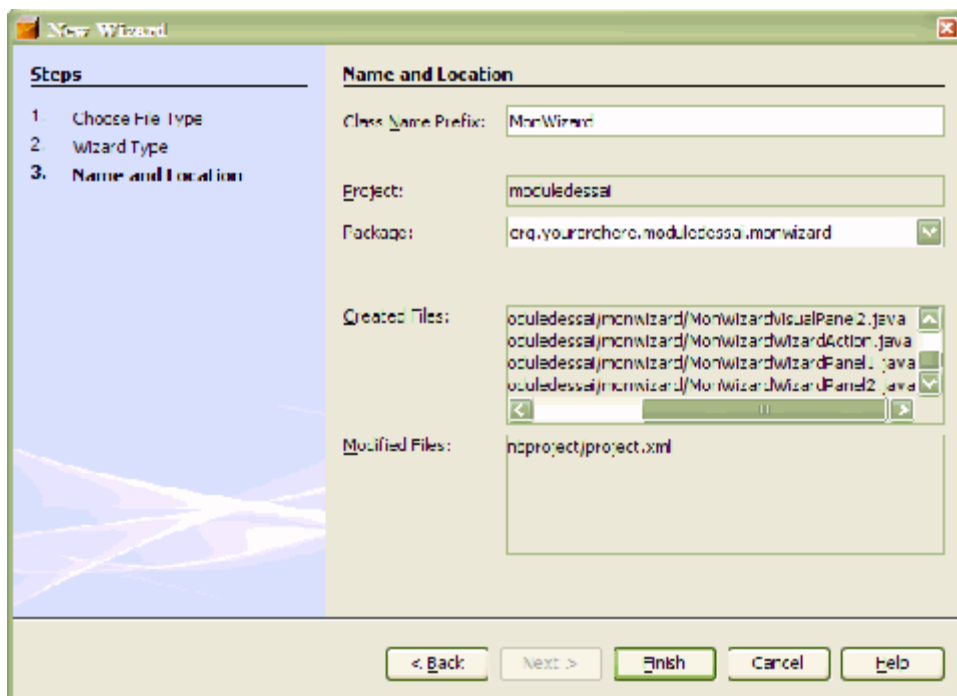 New Wizard
Steps
1. Choose File Type
2. Wizard Type
3. Name and Location
Name and Location
Class Name Prefix: MonWizard
Project: moduledessai
Package: org.yourorghere.moduledessai.monwizard
Created Files: oduledessai/monwizard/MonWizardVisualPanel2.java
oduledessai/monwizard/MonWizardWizardAction.java
oduledessai/monwizard/MonWizardWizardPanel1.java
oduledessai/monwizard/MonWizardWizardPanel2.java
Modified Files: nbproject/project.xml
< Back Next > Finish Cancel Help